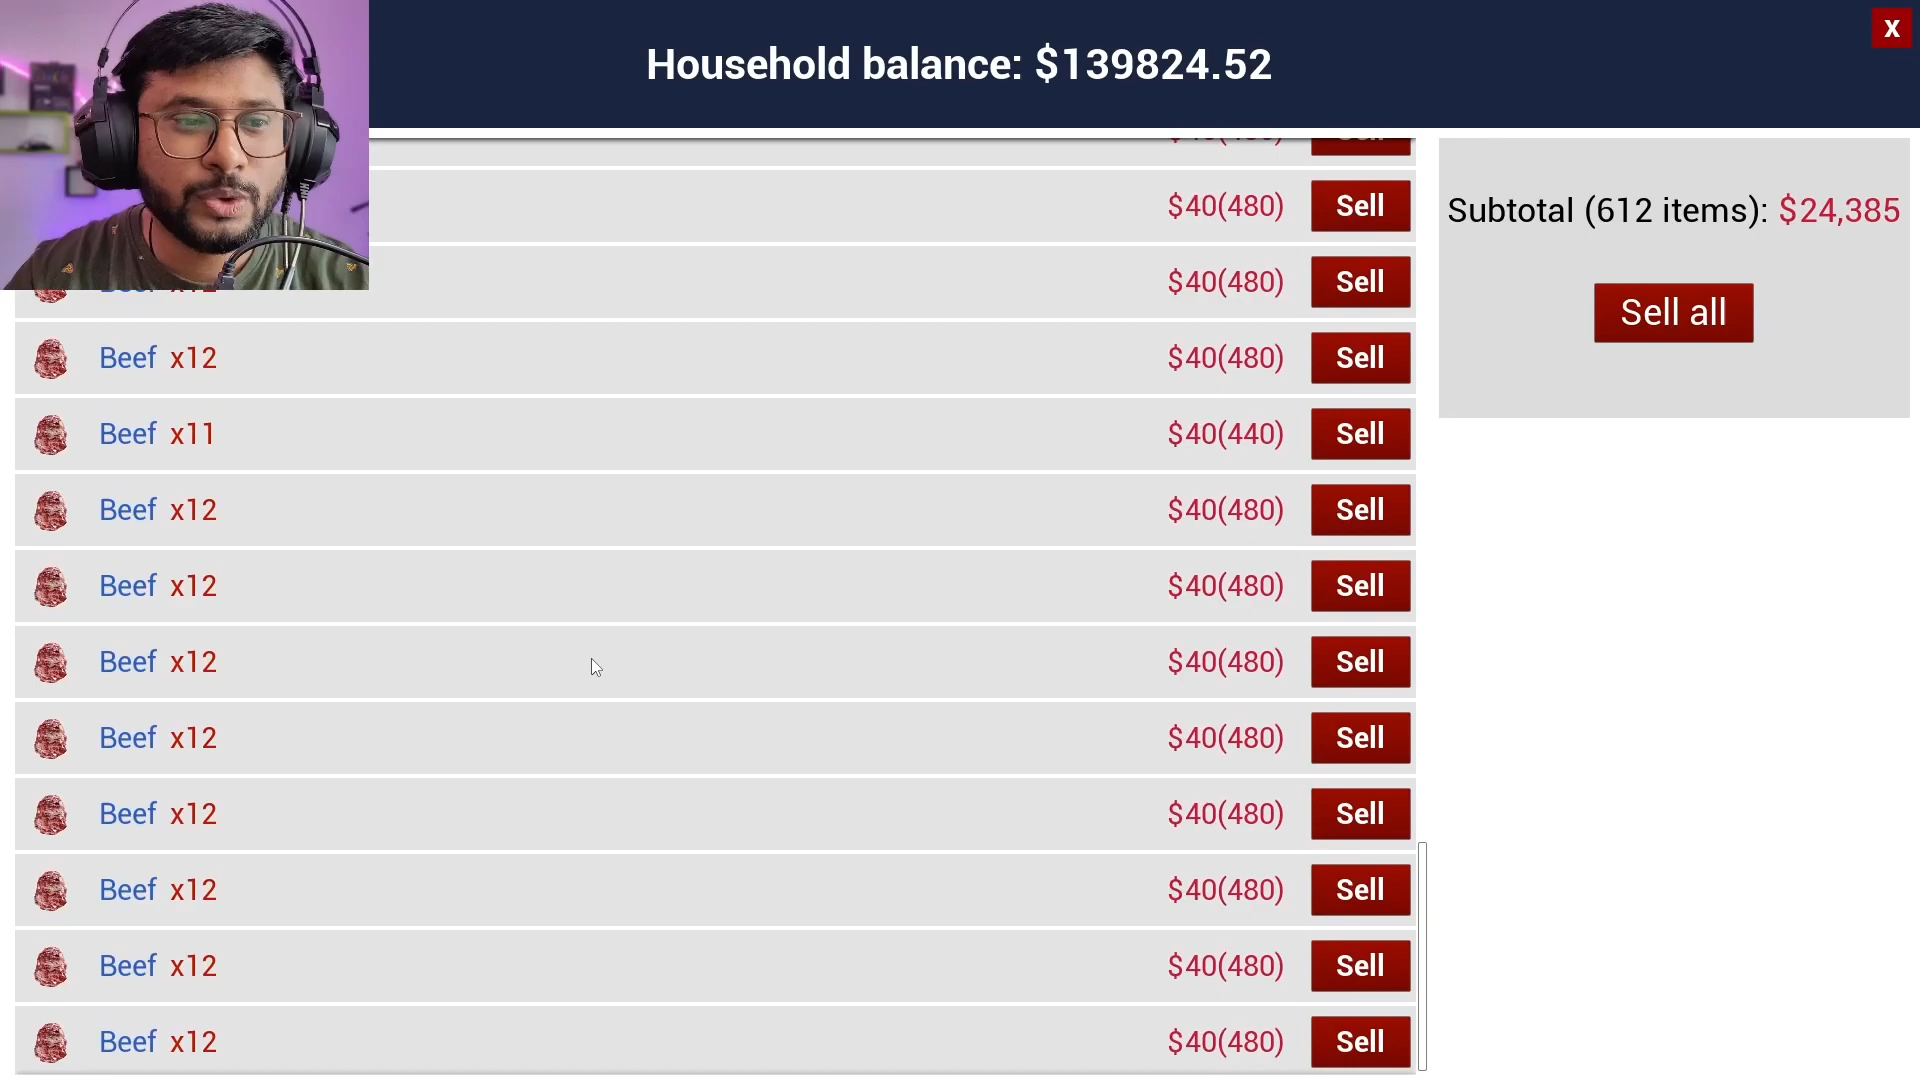 Household balance: $139824.52
X
Sell
$40(480) Sell
Subtotal (612 items): $24,385
x12 $40(480) Sell
Sell all
Beef x12 $40(480) Sell
Beef x11 $40(440) Sell
Beef x12 $40(480) Sell
Beef x12 $40(480) Sell
Beef x12 $40(480) Sell
Beef x12 $40(480) Sell
Beef x12 $40(480) Sell
Beef x12 $40(480) Sell
Beef x12 $40(480) Sell
Beef x12 $40(480) Sell